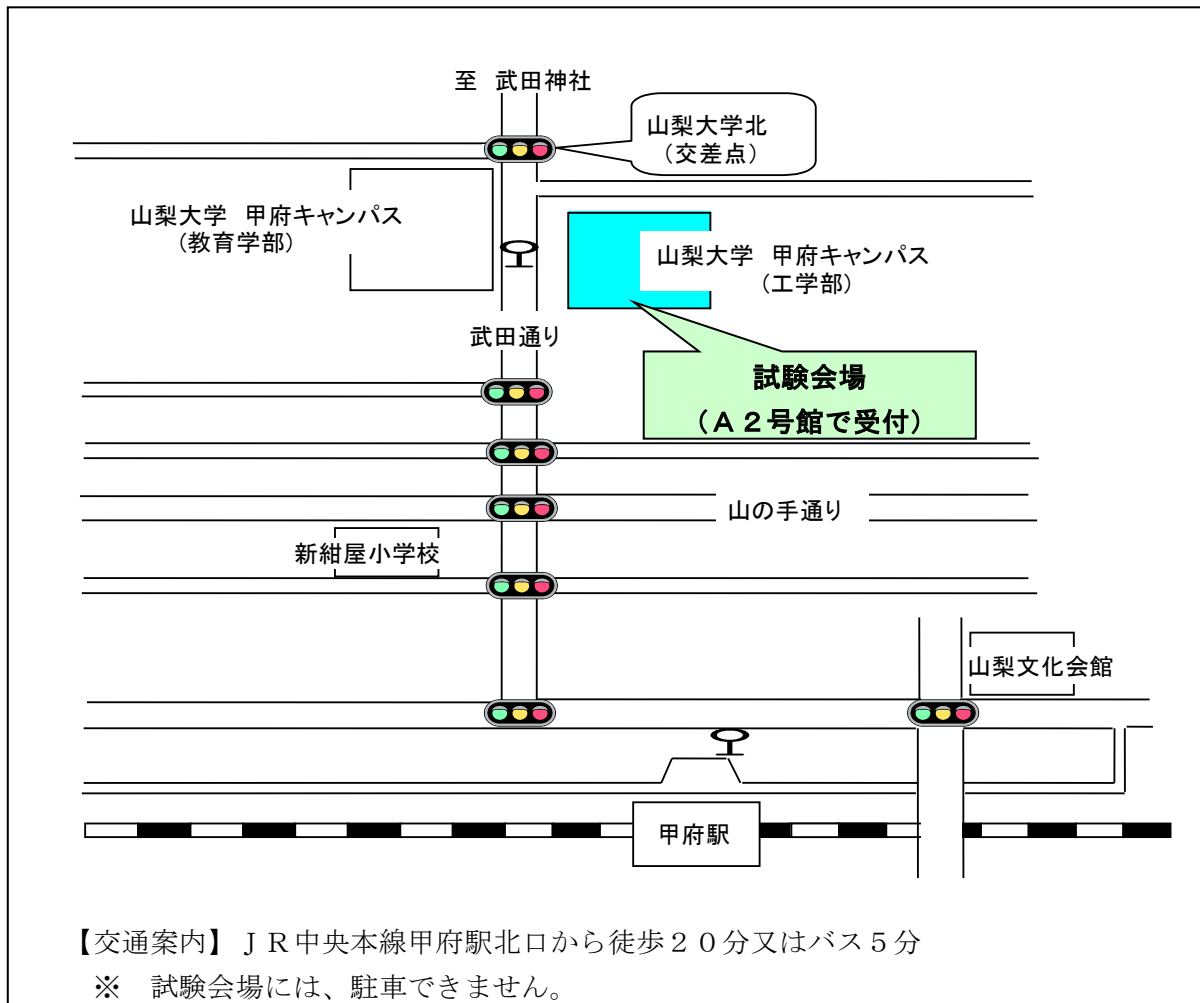 至　武田神社
山梨大学北
（交差点）
山梨大学　甲府キャンパス
（教育学部）
山梨大学　甲府キャンパス
（工学部）
武田通り
試験会場
（Ａ２号館で受付）
山の手通り
新紺屋小学校
山梨文化会館
甲府駅
【交通案内】ＪＲ中央本線甲府駅北口から徒歩２０分又はバス５分
※　試験会場には、駐車できません。